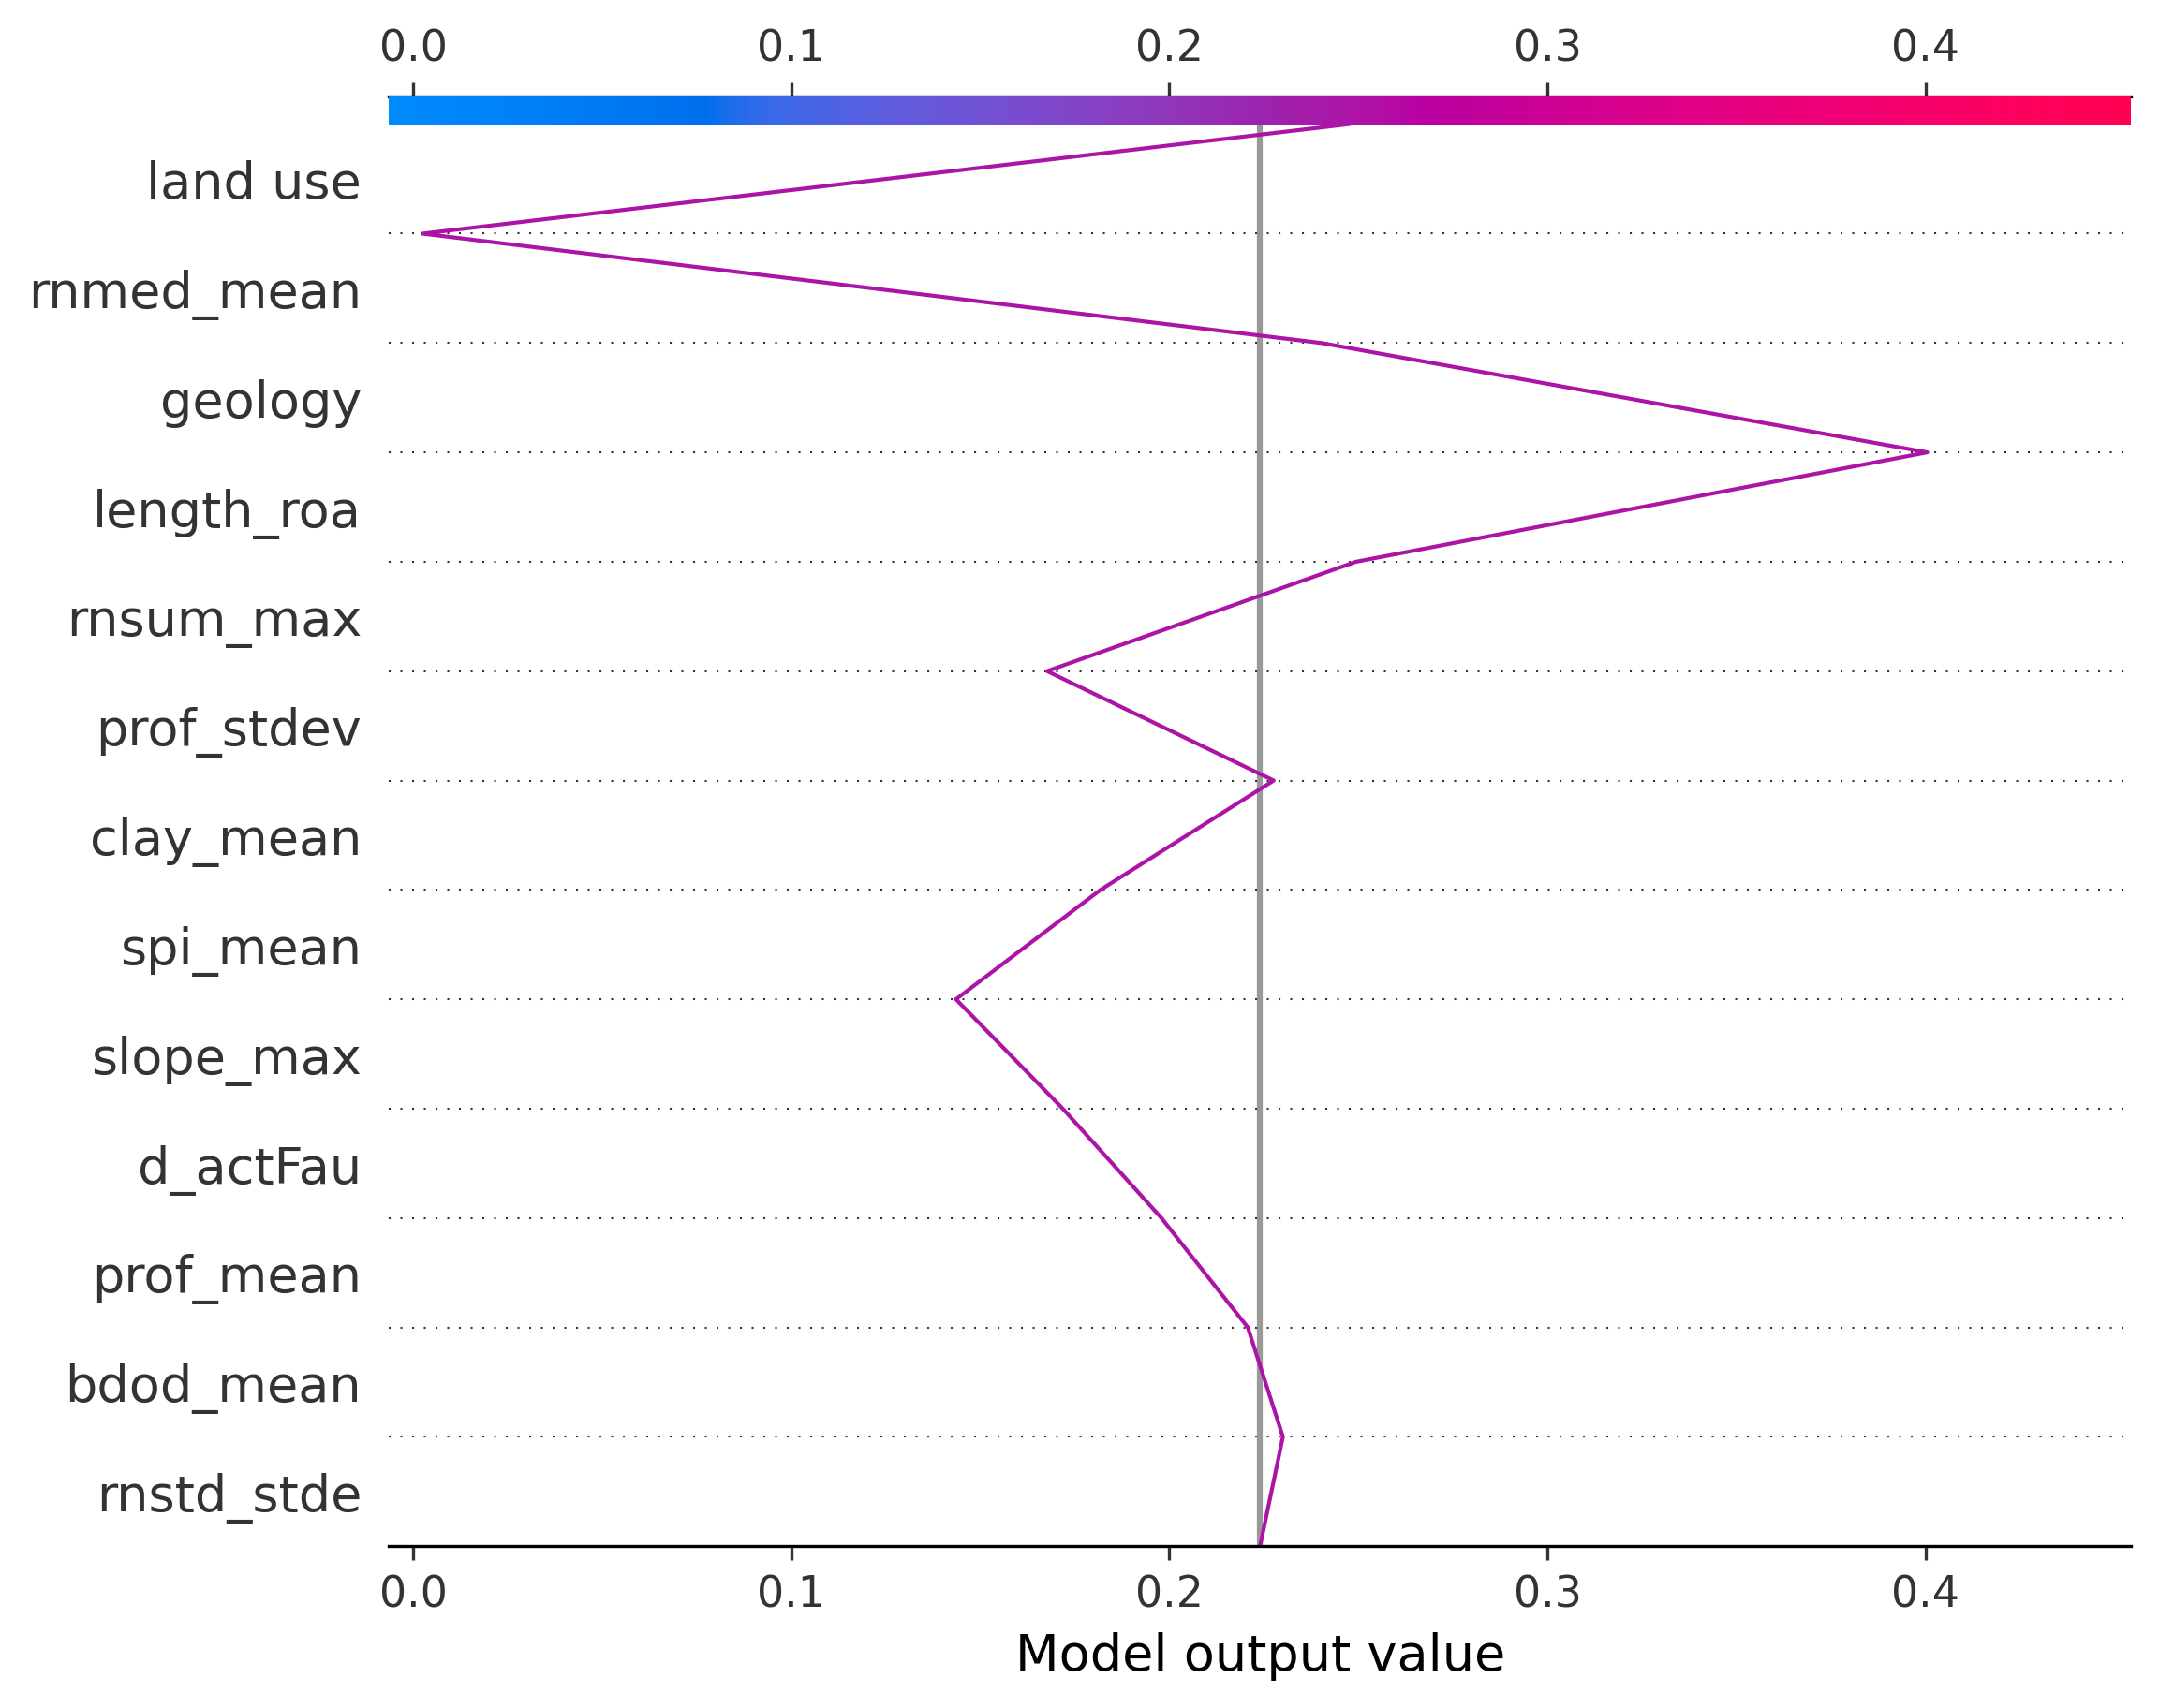 0.0 0.1 0.2 0.3 0.4
land use
rnmed_mean
geology
length_roa
rnsum_max
prof_stdev
clay_mean
spi_mean
slope_max
d_actFau
prof_mean
bdod_mean
rnstd_stde
0.0 0.1 0.2 0.3 0.4
Model output value